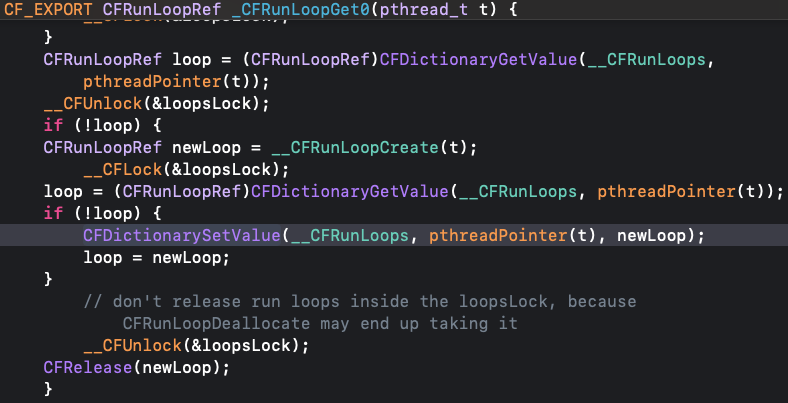 CF_EXPORT CFRunLoopRef _CFRunLoopGet0(pthread_t t) {
}
CFRunLoopRef loop = (CFRunLoopRef)CFDictionaryGetValue(__CFRunLoops,
pthreadPointer(t));
__CFUnlock(&loopsLock);
if (!loop) {
CFRunLoopRef newLoop = __CFRunLoopCreate(t);
__CFLock(&loopsLock);
loop = (CFRunLoopRef)CFDictionaryGetValue(__CFRunLoops, pthreadPointer(t));
if (!loop) {
CFDictionarySetValue(__CFRunLoops, pthreadPointer(t), newLoop);
loop = newLoop;
}
// don't release run loops inside the loopsLock, because
CFRunLoopDeallocate may end up taking it
__CFUnlock(&loopsLock);
CFRelease(newLoop);
}